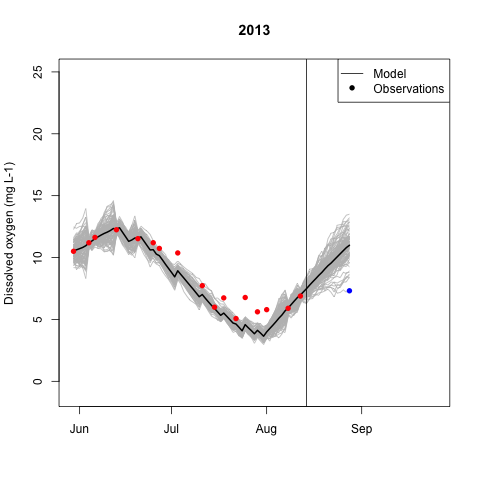 2013
Model
Observations
Dissolved oxygen (mg L-1)
25
20
15
10
5
0
Jun
Jul
Aug
Sep